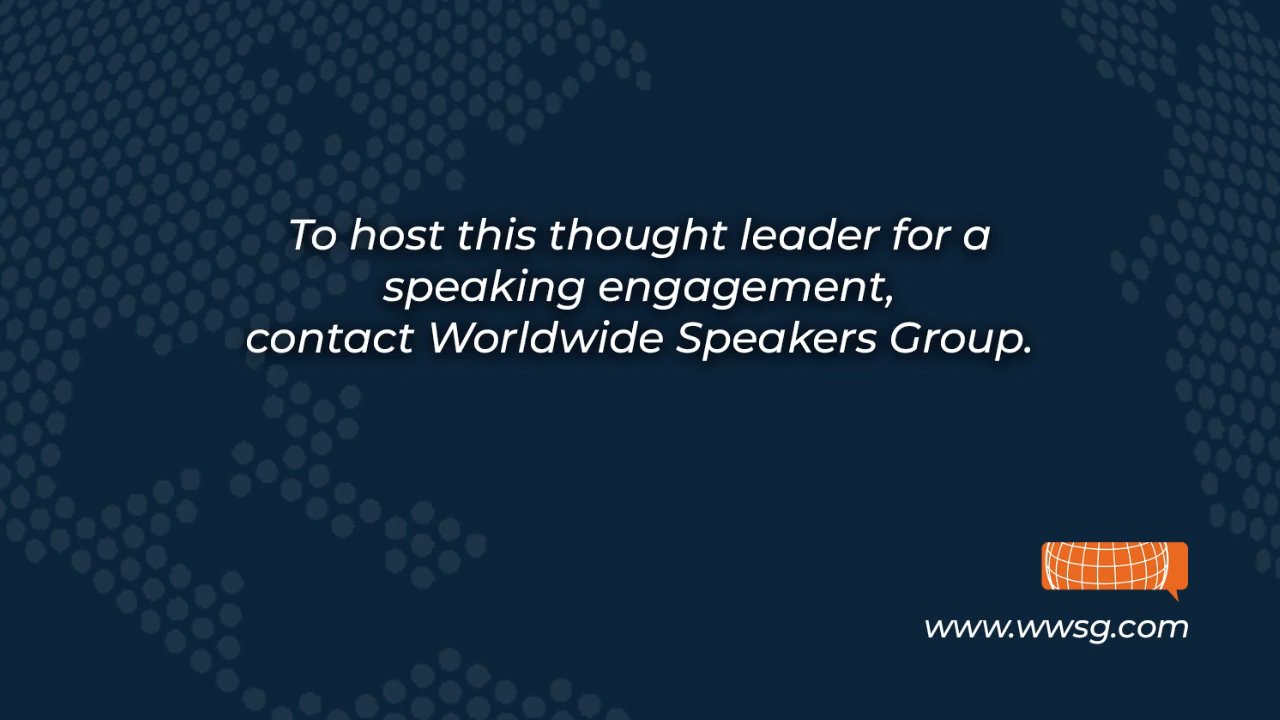 To host this thought leader for a
speaking engagement,
contact Worldwide Speakers Group.
www.wwsg.com